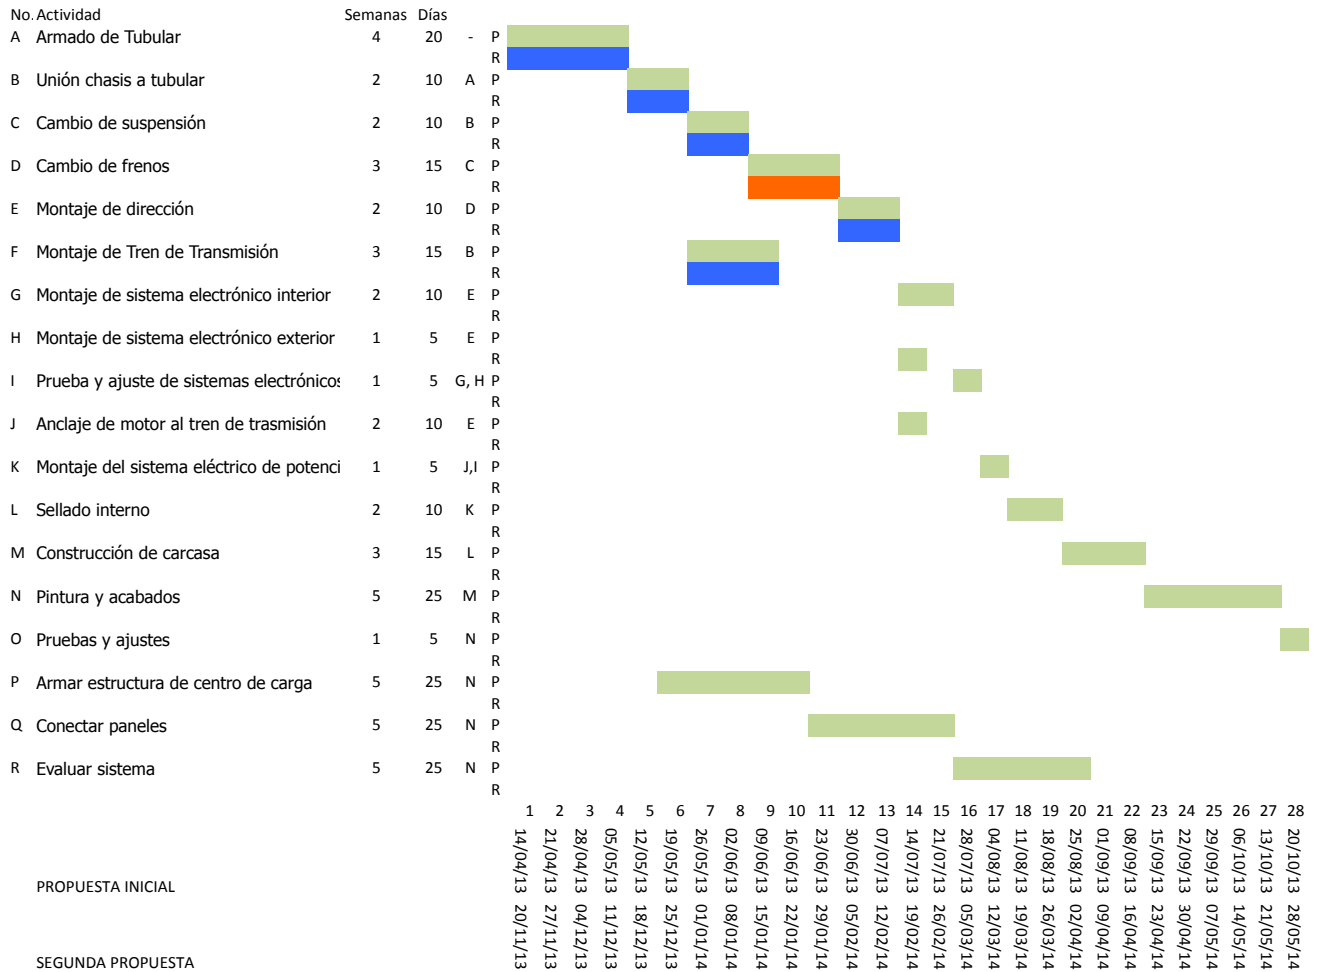 No. Actividad Semanas Días
A Armado de Tubular 4 20 - P
R
B Unión chasis a tubular 2 10 A P
R
C Cambio de suspensión 2 10 B P
R
D Cambio de frenos 3 15 C P
R
E Montaje de dirección 2 10 D P
R
F Montaje de Tren de Transmisión 3 15 B P
R
G Montaje de sistema electrónico interior 2 10 E P
R
H Montaje de sistema electrónico exterior 1 5 E P
R
I Prueba y ajuste de sistemas electrónicos 1 5 G, H P
R
J Anclaje de motor al tren de trasmisión 2 10 E P
R
K Montaje del sistema eléctrico de potenci 1 5 J,I P
R
L Sellado interno 2 10 K P
R
M Construcción de carcasa 3 15 L P
R
N Pintura y acabados 5 25 M P
R
O Pruebas y ajustes 1 5 N P
R
P Armar estructura de centro de carga 5 25 N P
R
Q Conectar paneles 5 25 N P
R
R Evaluar sistema 5 25 N P
R
1 2 3 4 5 6 7 8 9 10 11 12 13 14 15 16 17 18 19 20 21 22 23 24 25 26 27 28
PROPUESTA INICIAL 14/04/13 21/04/13 28/04/13 05/05/13 12/05/13 19/05/13 26/05/13 02/06/13 09/06/13 16/06/13 23/06/13 30/06/13 07/07/13 14/07/13 21/07/13 28/07/13 04/08/13 11/08/13 18/08/13 25/08/13 01/09/13 08/09/13 15/09/13 22/09/13 29/09/13 06/10/13 13/10/13 20/10/13
SEGUNDA PROPUESTA 20/11/13 27/11/13 04/12/13 11/12/13 18/12/13 25/12/13 01/01/14 08/01/14 15/01/14 22/01/14 29/01/14 05/02/14 12/02/14 19/02/14 26/02/14 05/03/14 12/03/14 19/03/14 26/03/14 02/04/14 09/04/14 16/04/14 23/04/14 30/04/14 07/05/14 14/05/14 21/05/14 28/05/14